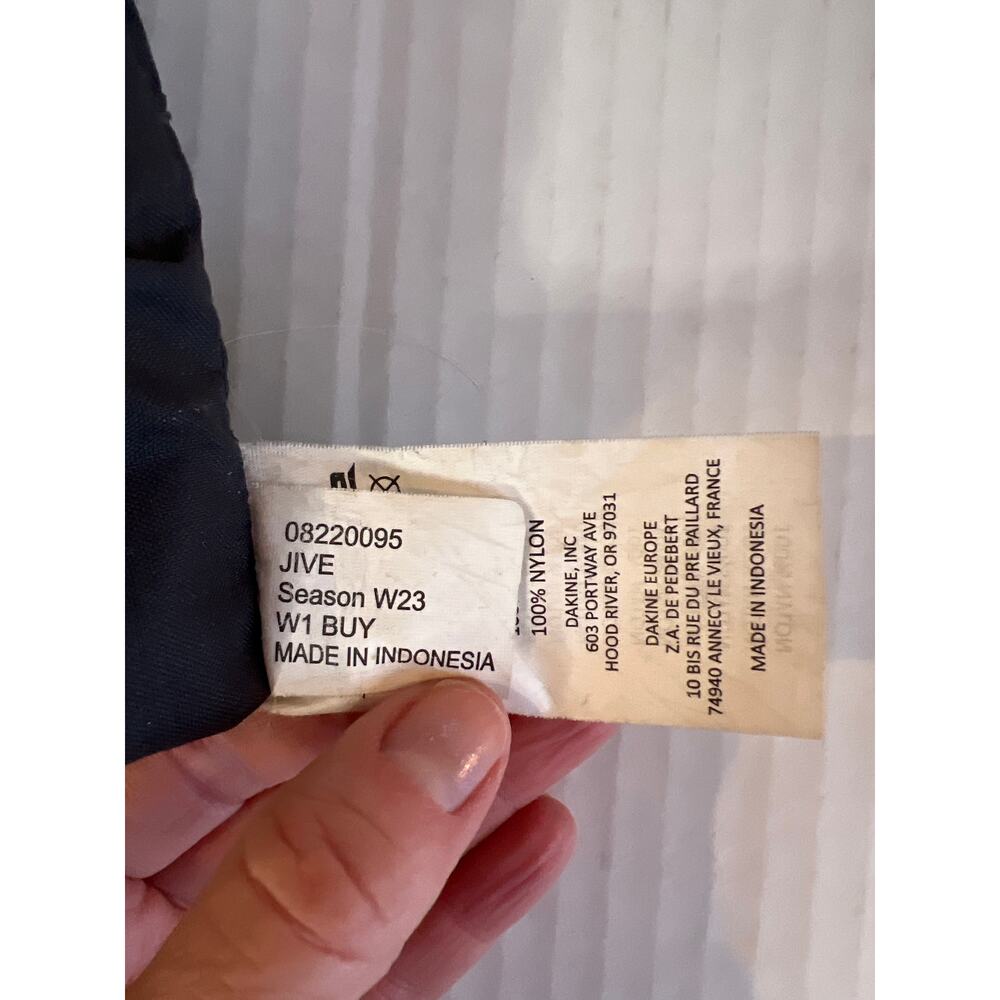 08220095
JIVE
Season W23
W1 BUY
MADE IN INDONESIA
100% NYLON
DAKINE, INC
603 PORTWAY AVE
HOOD RIVER, OR 97031
DAKINE EUROPE
Z.A. DE PEDEBERT
10 BIS RUE DU PRE PAILLARD
74940 ANNECY LE VIEUX, FRANCE
MADE IN INDONESIA